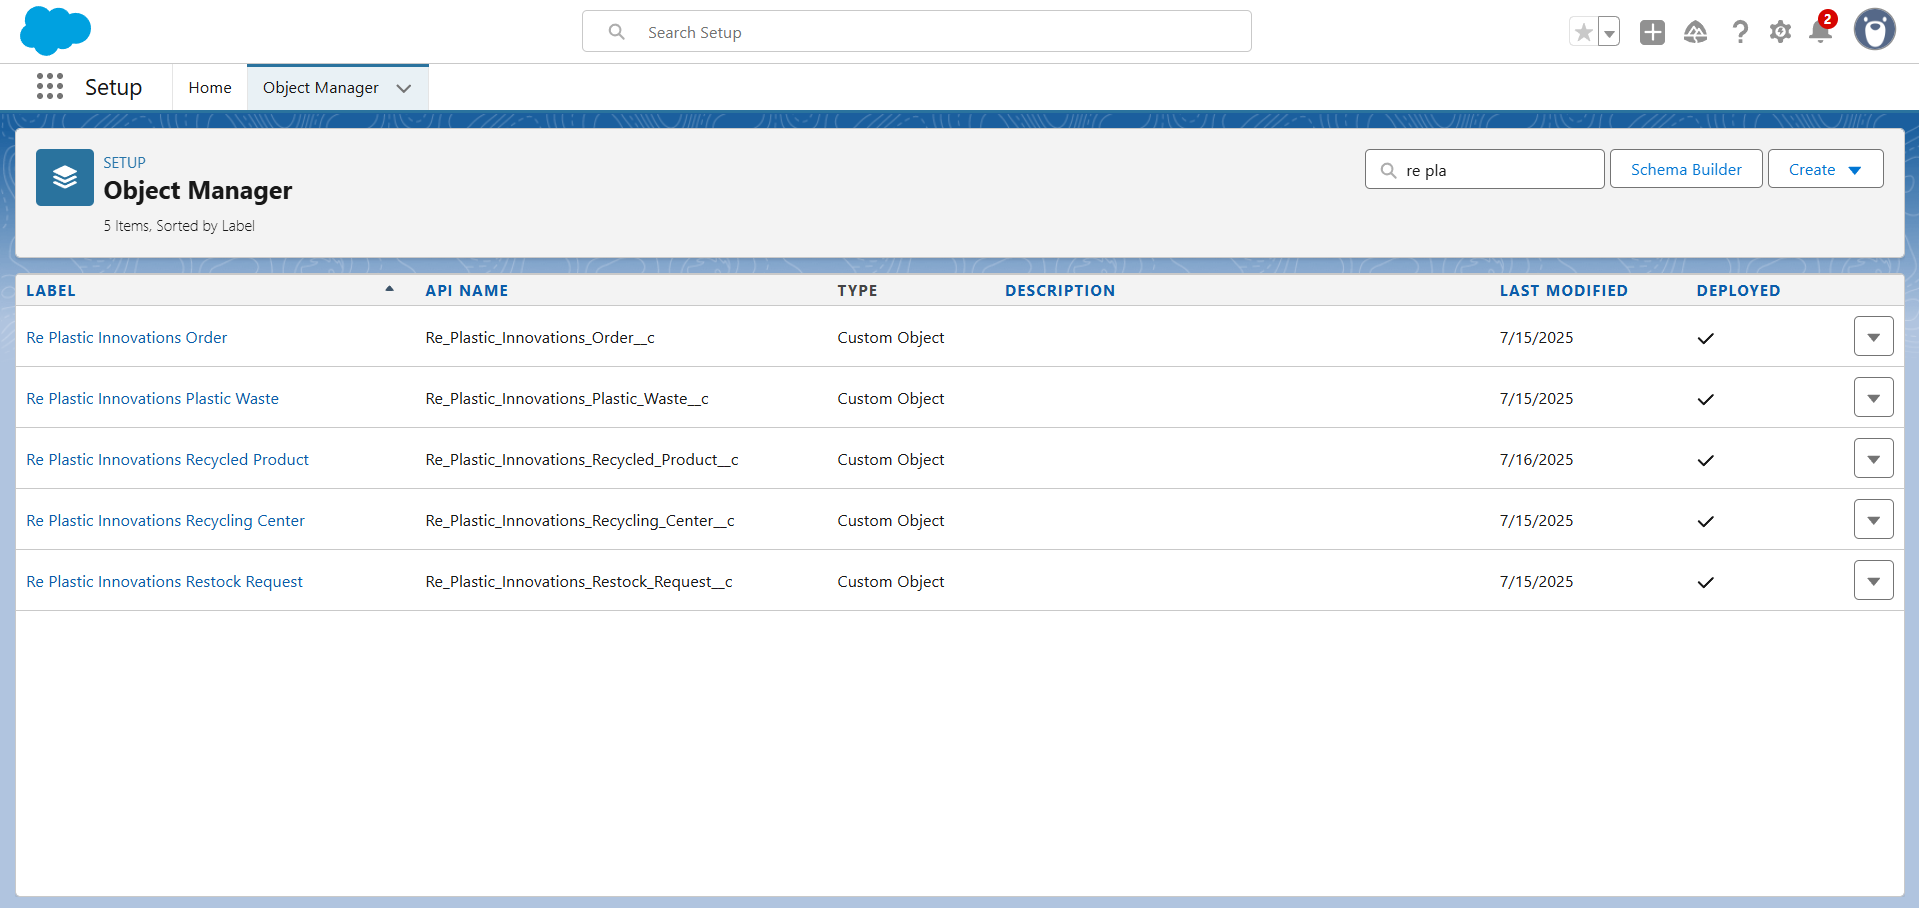 Search Setup
2
Setup
Home
Object Manager
SETUP
Object Manager
5 Items, Sorted by Label
re pla
Schema Builder
Create
LABEL API NAME TYPE DESCRIPTION LAST MODIFIED DEPLOYED
Re Plastic Innovations Order Re_Plastic_Innovations_Order__c Custom Object 7/15/2025
Re Plastic Innovations Plastic Waste Re_Plastic_Innovations_Plastic_Waste__c Custom Object 7/15/2025
Re Plastic Innovations Recycled Product Re_Plastic_Innovations_Recycled_Product__c Custom Object 7/16/2025
Re Plastic Innovations Recycling Center Re_Plastic_Innovations_Recycling_Center__c Custom Object 7/15/2025
Re Plastic Innovations Restock Request Re_Plastic_Innovations_Restock_Request__c Custom Object 7/15/2025